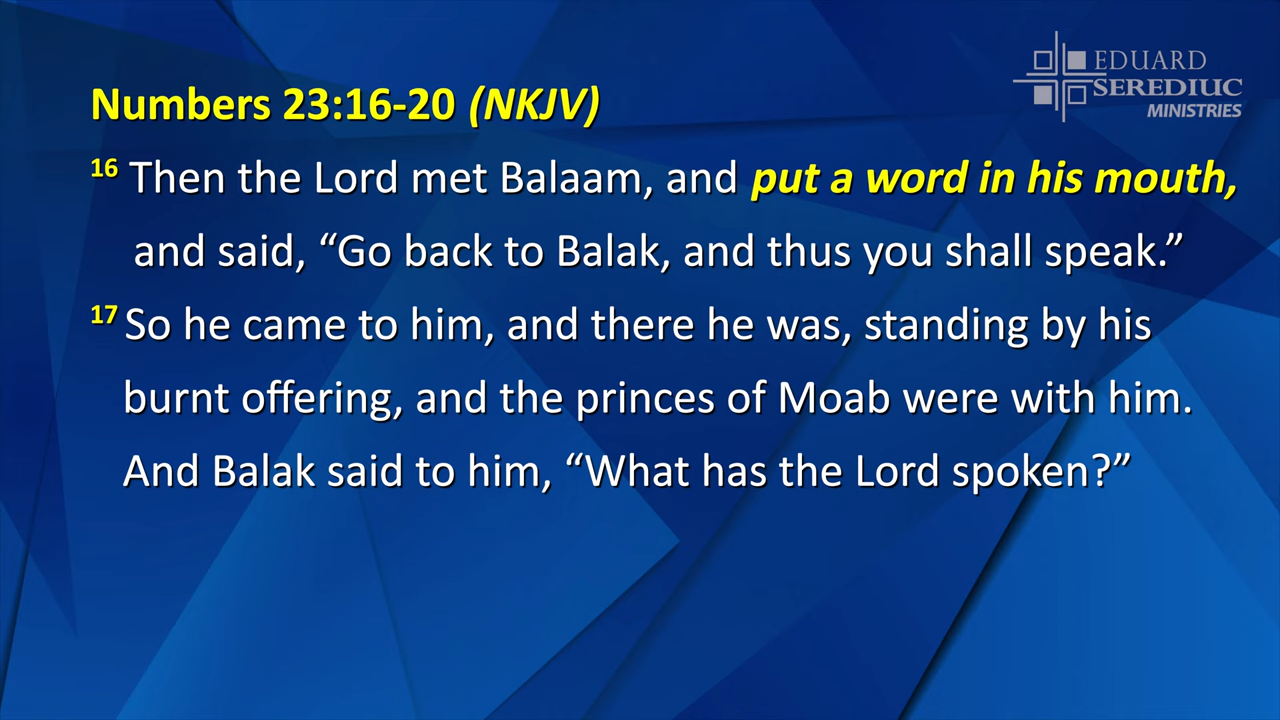 EDUARD
SEREDIUC
MINISTRIES
Numbers 23:16-20 (NKJV)
16 Then the Lord met Balaam, and put a word in his mouth,
and said, “Go back to Balak, and thus you shall speak.”
17 So he came to him, and there he was, standing by his
burnt offering, and the princes of Moab were with him.
And Balak said to him, “What has the Lord spoken?”